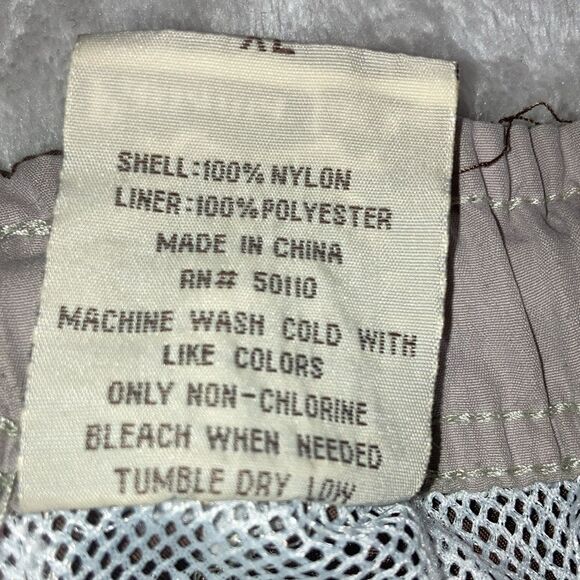 XL
SHELL:100% NYLON
LINER:100% POLYESTER
MADE IN CHINA
RN# 50110
MACHINE WASH COLD WITH
LIKE COLORS
ONLY NON-CHLORINE
BLEACH WHEN NEEDED
TUMBLE DRY LOW